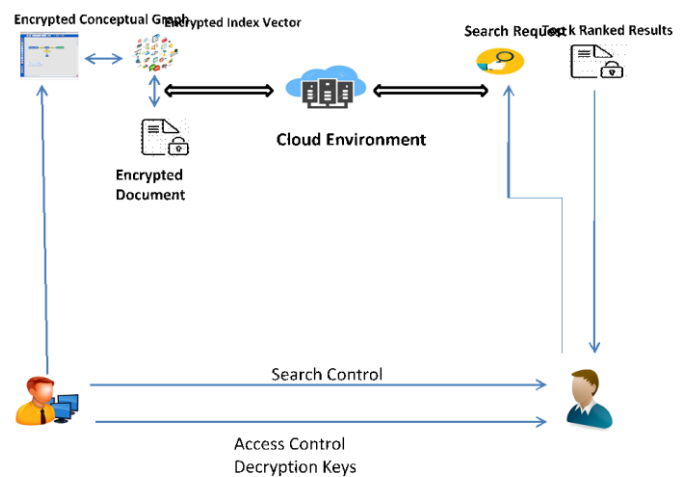 Encrypted Conceptual Graph
Encrypted Index Vector
Search Request
Top k Ranked Results
Cloud Environment
Encrypted
Document
Search Control
Access Control
Decryption Keys